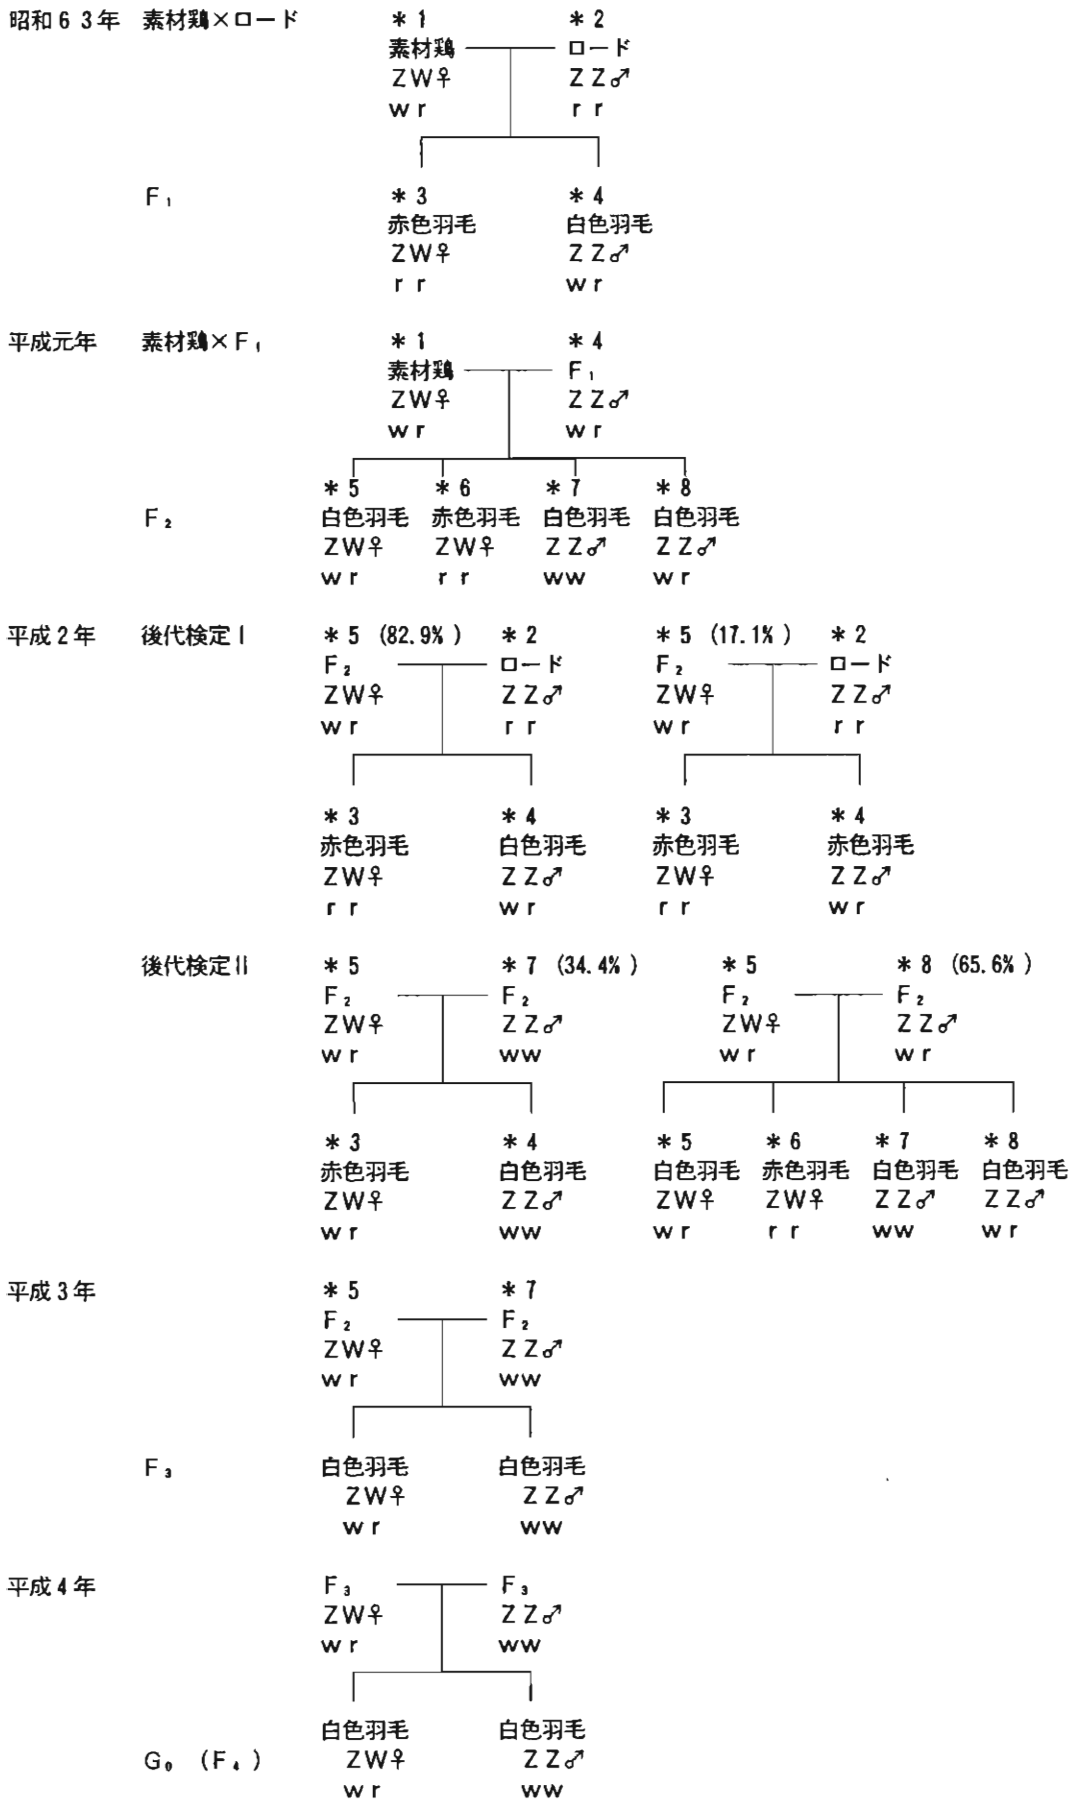 昭和63年 素材鶏×ロード ＊1 ＊2
素材鶏 ロード
ZW♀ ZZ♂
wr rr
F₁ ＊3 ＊4
赤色羽毛 白色羽毛
ZW♀ ZZ♂
rr wr
平成元年 素材鶏×F₁ ＊1 ＊4
素材鶏 F₁
ZW♀ ZZ♂
wr wr
＊5 ＊6 ＊7 ＊8
F₂ 白色羽毛 赤色羽毛 白色羽毛 白色羽毛
ZW♀ ZW♀ ZZ♂ ZZ♂
wr rr ww wr
平成2年 後代検定I ＊5 (82.9%) ＊2 ＊5 (17.1%) ＊2
F₂ ロード F₂ ロード
ZW♀ ZZ♂ ZW♀ ZZ♂
wr rr wr rr
＊3 ＊4 ＊3 ＊4
赤色羽毛 白色羽毛 赤色羽毛 赤色羽毛
ZW♀ ZZ♂ ZW♀ ZZ♂
rr wr rr wr
後代検定II ＊5 ＊7 (34.4%) ＊5 ＊8 (65.6%)
F₂ F₂ F₂ F₂
ZW♀ ZZ♂ ZW♀ ZZ♂
wr ww wr wr
＊3 ＊4 ＊5 ＊6 ＊7 ＊8
赤色羽毛 白色羽毛 白色羽毛 赤色羽毛 白色羽毛 白色羽毛
ZW♀ ZZ♂ ZW♀ ZW♀ ZZ♂ ZZ♂
wr ww wr rr ww wr
平成3年 ＊5 ＊7
F₂ F₂
ZW♀ ZZ♂
wr ww
F₃ 白色羽毛 白色羽毛
ZW♀ ZZ♂
wr ww
平成4年 F₃ F₃
ZW♀ ZZ♂
wr ww
白色羽毛 白色羽毛
G₀ (F₄) ZW♀ ZZ♂
wr ww